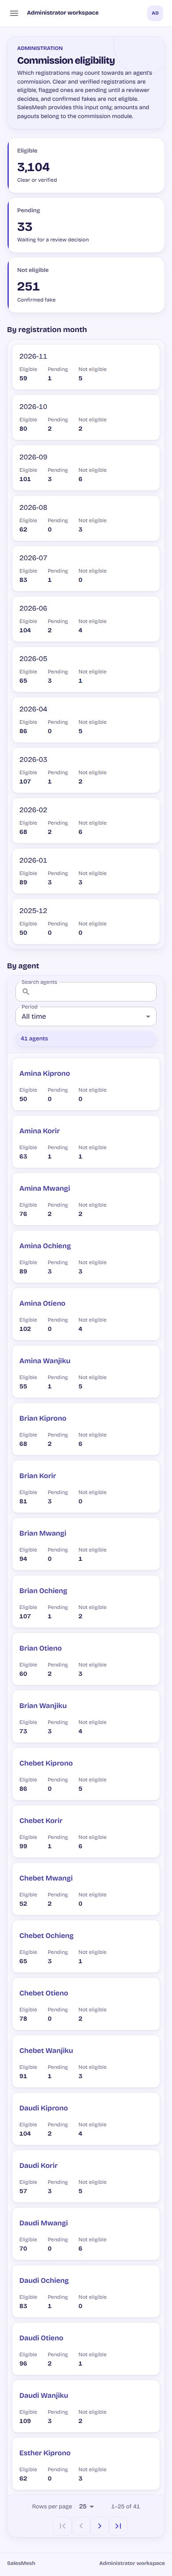 Administrator workspace
AD
ADMINISTRATION
Commission eligibility
Which registrations may count towards an agent's
commission. Clear and verified registrations are
eligible, flagged ones are pending until a reviewer
decides, and confirmed fakes are not eligible.
SalesMesh provides this input only; amounts and
payouts belong to the commission module.
Eligible
3,104
Clear or verified
Pending
33
Waiting for a review decision
Not eligible
251
Confirmed fake
By registration month
2026-11
Eligible Pending Not eligible
59 1 5
2026-10
Eligible Pending Not eligible
80 2 2
2026-09
Eligible Pending Not eligible
101 3 6
2026-08
Eligible Pending Not eligible
62 0 3
2026-07
Eligible Pending Not eligible
83 1 0
2026-06
Eligible Pending Not eligible
104 2 4
2026-05
Eligible Pending Not eligible
65 3 1
2026-04
Eligible Pending Not eligible
86 0 5
2026-03
Eligible Pending Not eligible
107 1 2
2026-02
Eligible Pending Not eligible
68 2 6
2026-01
Eligible Pending Not eligible
89 3 3
2025-12
Eligible Pending Not eligible
50 0 0
By agent
Search agents
Period
All time
41 agents
Amina Kiprono
Eligible Pending Not eligible
50 0 0
Amina Korir
Eligible Pending Not eligible
63 1 1
Amina Mwangi
Eligible Pending Not eligible
76 2 2
Amina Ochieng
Eligible Pending Not eligible
89 3 3
Amina Otieno
Eligible Pending Not eligible
102 0 4
Amina Wanjiku
Eligible Pending Not eligible
55 1 5
Brian Kiprono
Eligible Pending Not eligible
68 2 6
Brian Korir
Eligible Pending Not eligible
81 3 0
Brian Mwangi
Eligible Pending Not eligible
94 0 1
Brian Ochieng
Eligible Pending Not eligible
107 1 2
Brian Otieno
Eligible Pending Not eligible
60 2 3
Brian Wanjiku
Eligible Pending Not eligible
73 3 4
Chebet Kiprono
Eligible Pending Not eligible
86 0 5
Chebet Korir
Eligible Pending Not eligible
99 1 6
Chebet Mwangi
Eligible Pending Not eligible
52 2 0
Chebet Ochieng
Eligible Pending Not eligible
65 3 1
Chebet Otieno
Eligible Pending Not eligible
78 0 2
Chebet Wanjiku
Eligible Pending Not eligible
91 1 3
Daudi Kiprono
Eligible Pending Not eligible
104 2 4
Daudi Korir
Eligible Pending Not eligible
57 3 5
Daudi Mwangi
Eligible Pending Not eligible
70 0 6
Daudi Ochieng
Eligible Pending Not eligible
83 1 0
Daudi Otieno
Eligible Pending Not eligible
96 2 1
Daudi Wanjiku
Eligible Pending Not eligible
109 3 2
Esther Kiprono
Eligible Pending Not eligible
62 0 3
Rows per page 25 1–25 of 41
SalesMesh Administrator workspace